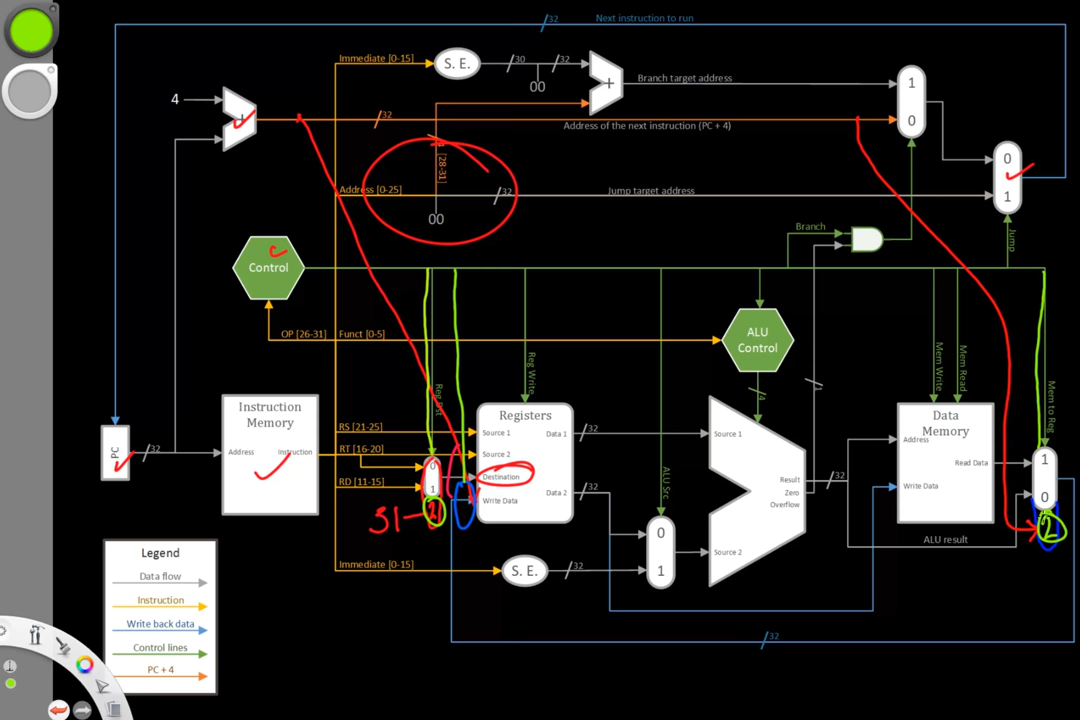 32
Next instruction to run
Immediate [0-15]
S. E.
30
32
00
+
Branch target address
1
0
4
+
32
Address of the next instruction (PC + 4)
[28-31]
4
Address [0-25]
32
Jump target address
00
0
1
Jump
Branch
C
Control
OP [26-31]
Funct [0-5]
ALU
Control
Reg Dst
Reg Write
ALU Src
4
1
Mem Write
Mem Read
Mem to Reg
Instruction
Memory
Address
Instruction
PC
32
RS [21-25]
RT [16-20]
RD [11-15]
0
1
31
2
Registers
Source 1
Source 2
Destination
Write Data
Data 1
Data 2
32
32
0
1
Source 1
Source 2
Result
Zero
Overflow
32
Data
Memory
Address
Write Data
Read Data
1
0
2
ALU result
Immediate [0-15]
S. E.
32
32
Legend
Data flow
Instruction
Write back data
Control lines
PC + 4